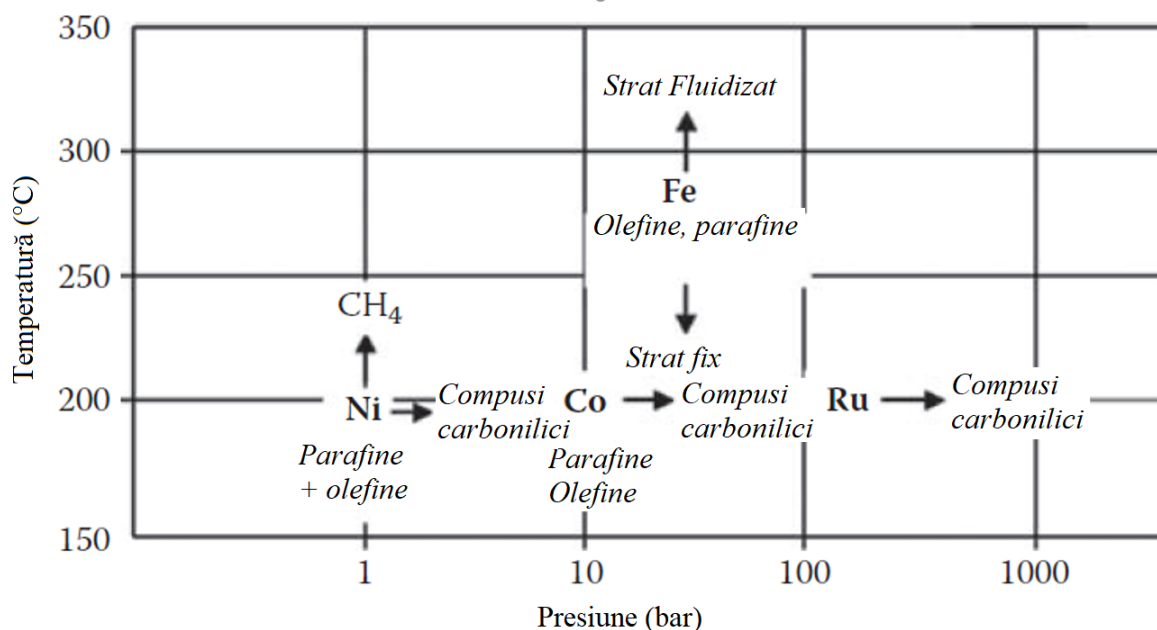 350
Strat Fluidizat
300
Fe
Olefine, parafine
Temperatură (°C)
250
CH4
Strat fix
200
Ni
Compusi
carbonilici
Co
Compusi
carbonilici
Ru
Compusi
carbonilici
Parafine
+ olefine
Parafine
Olefine
150
1
10
100
1000
Presiune (bar)